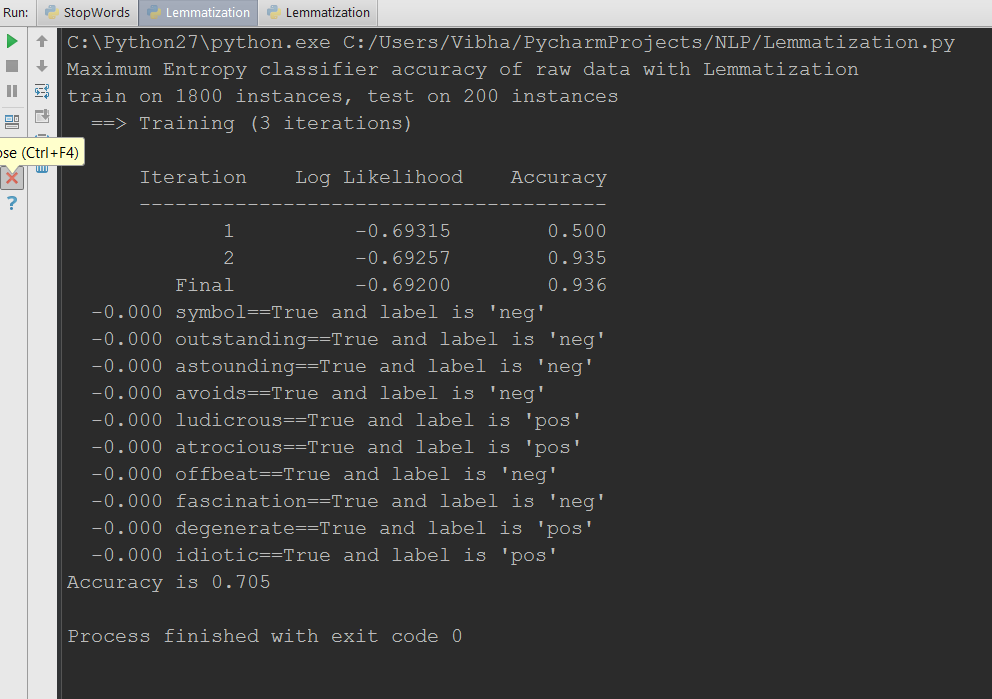 Run: StopWords Lemmatization Lemmatization
C:\Python27\python.exe C:/Users/Vibha/PycharmProjects/NLP/Lemmatization.py
Maximum Entropy classifier accuracy of raw data with Lemmatization
train on 1800 instances, test on 200 instances
==> Training (3 iterations)
ose (Ctrl+F4)
Iteration Log Likelihood Accuracy
---------------------------------------
1 -0.69315 0.500
2 -0.69257 0.935
Final -0.69200 0.936
-0.000 symbol==True and label is 'neg'
-0.000 outstanding==True and label is 'neg'
-0.000 astounding==True and label is 'neg'
-0.000 avoids==True and label is 'neg'
-0.000 ludicrous==True and label is 'pos'
-0.000 atrocious==True and label is 'pos'
-0.000 offbeat==True and label is 'neg'
-0.000 fascination==True and label is 'neg'
-0.000 degenerate==True and label is 'pos'
-0.000 idiotic==True and label is 'pos'
Accuracy is 0.705
Process finished with exit code 0